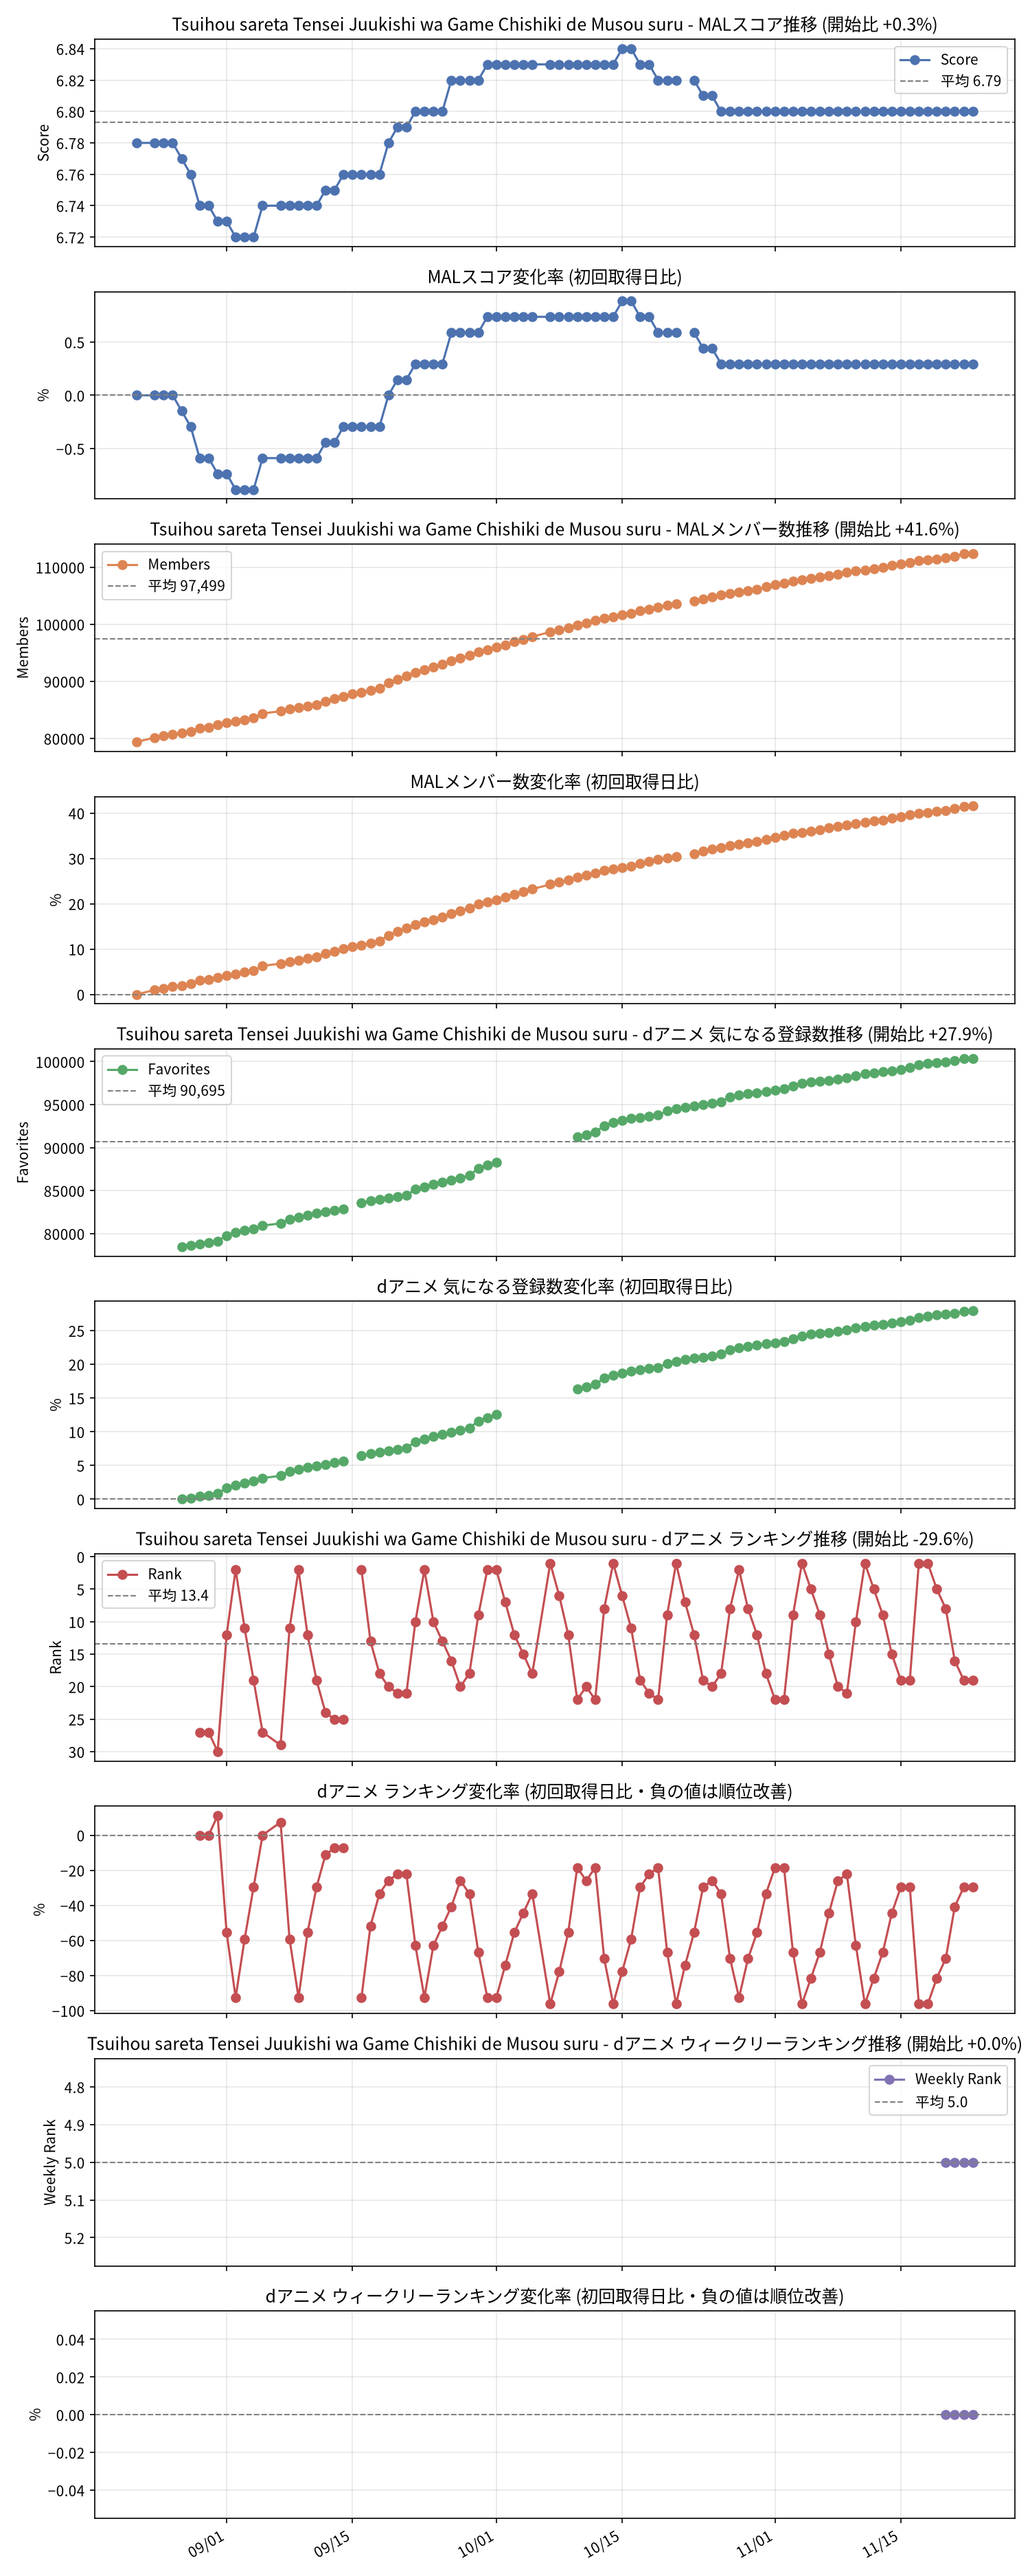 Tsuihou sareta Tensei Juukishi wa Game Chishiki de Musou suru - MALスコア推移 (開始比 +0.3%)
Score
6.84
6.82
6.80
6.78
6.76
6.74
6.72
Score
平均 6.79
MALスコア変化率 (初回取得日比)
%
0.5
0.0
−0.5
Tsuihou sareta Tensei Juukishi wa Game Chishiki de Musou suru - MALメンバー数推移 (開始比 +41.6%)
Members
110000
100000
90000
80000
Members
平均 97,499
MALメンバー数変化率 (初回取得日比)
%
40
30
20
10
0
Tsuihou sareta Tensei Juukishi wa Game Chishiki de Musou suru - dアニメ 気になる登録数推移 (開始比 +27.9%)
Favorites
100000
95000
90000
85000
80000
Favorites
平均 90,695
dアニメ 気になる登録数変化率 (初回取得日比)
%
25
20
15
10
5
0
Tsuihou sareta Tensei Juukishi wa Game Chishiki de Musou suru - dアニメ ランキング推移 (開始比 -29.6%)
Rank
0
5
10
15
20
25
30
Rank
平均 13.4
dアニメ ランキング変化率 (初回取得日比・負の値は順位改善)
%
0
−20
−40
−60
−80
−100
Tsuihou sareta Tensei Juukishi wa Game Chishiki de Musou suru - dアニメ ウィークリーランキング推移 (開始比 +0.0%)
Weekly Rank
4.8
4.9
5.0
5.1
5.2
Weekly Rank
平均 5.0
dアニメ ウィークリーランキング変化率 (初回取得日比・負の値は順位改善)
%
0.04
0.02
0.00
−0.02
−0.04
09/01
09/15
10/01
10/15
11/01
11/15